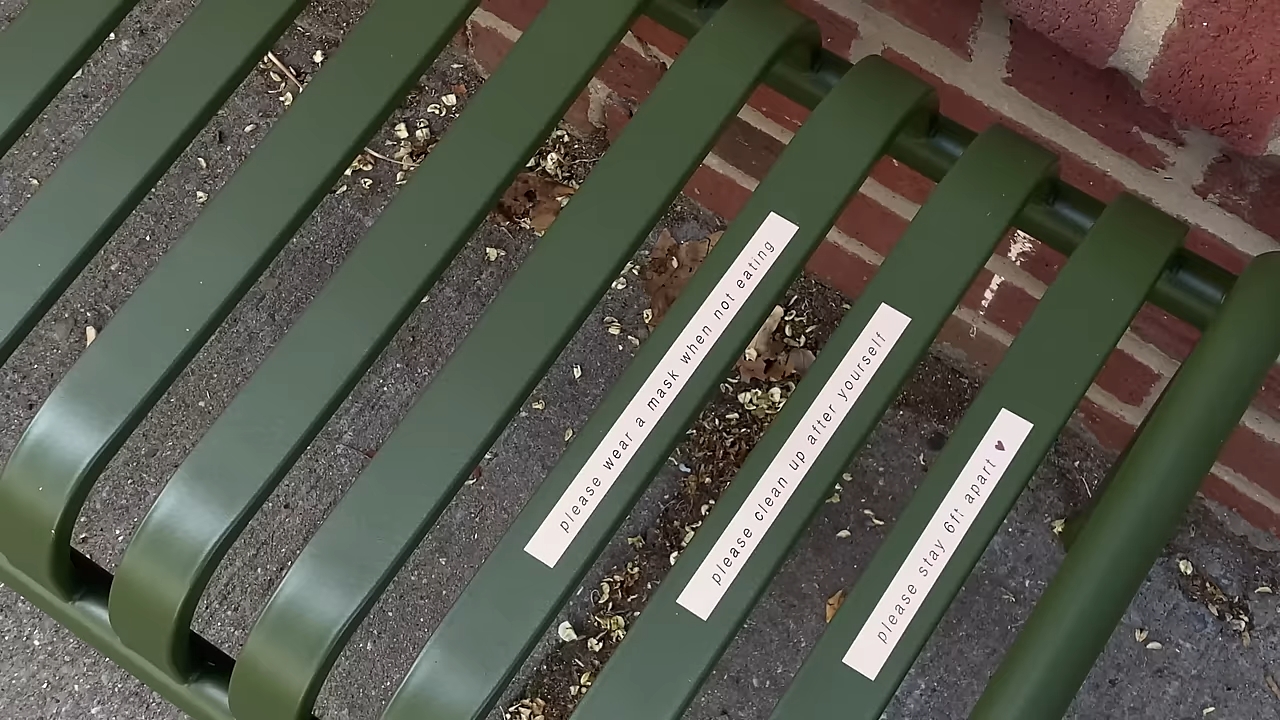 please wear a mask when not eating
please clean up after yourself
please stay 6ft apart ♥